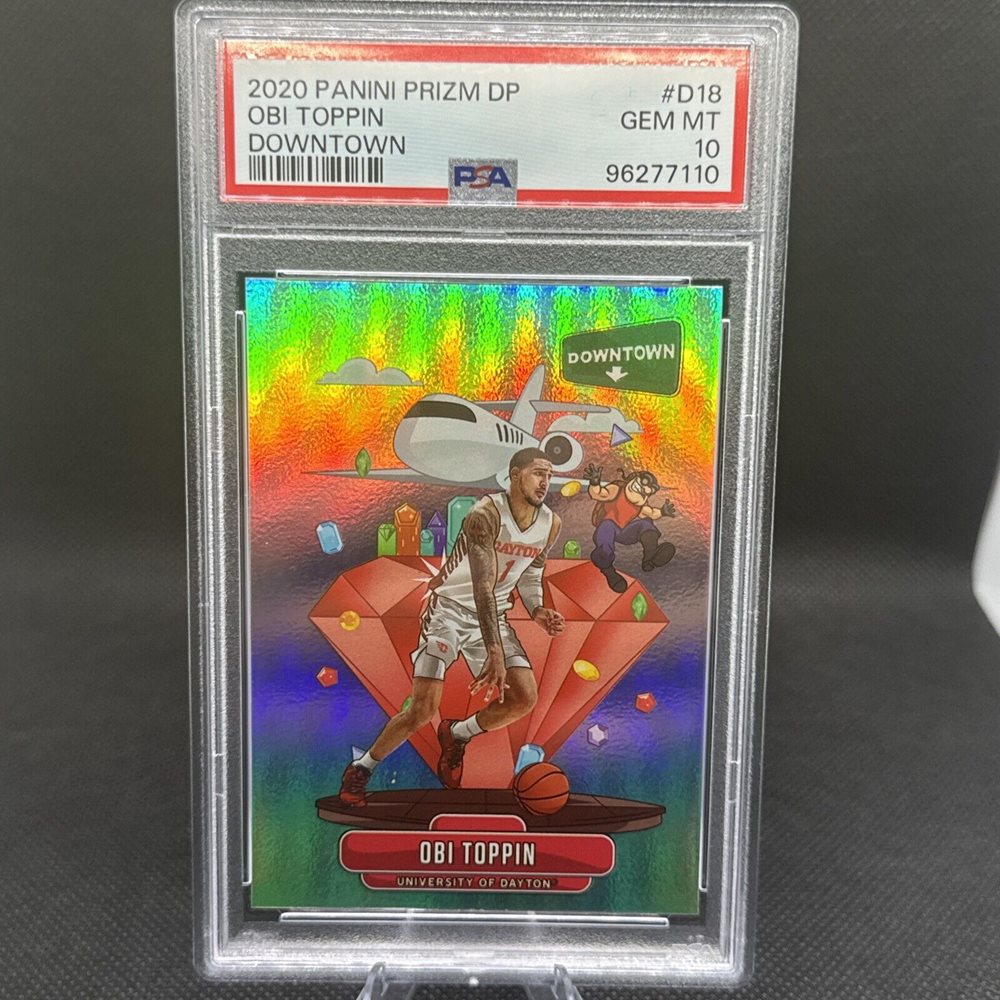 2020 PANINI PRIZM DP #D18
OBI TOPPIN GEM MT
DOWNTOWN 10
PSA 96277110
DOWNTOWN
DAYTON
1
OBI TOPPIN
UNIVERSITY OF DAYTON